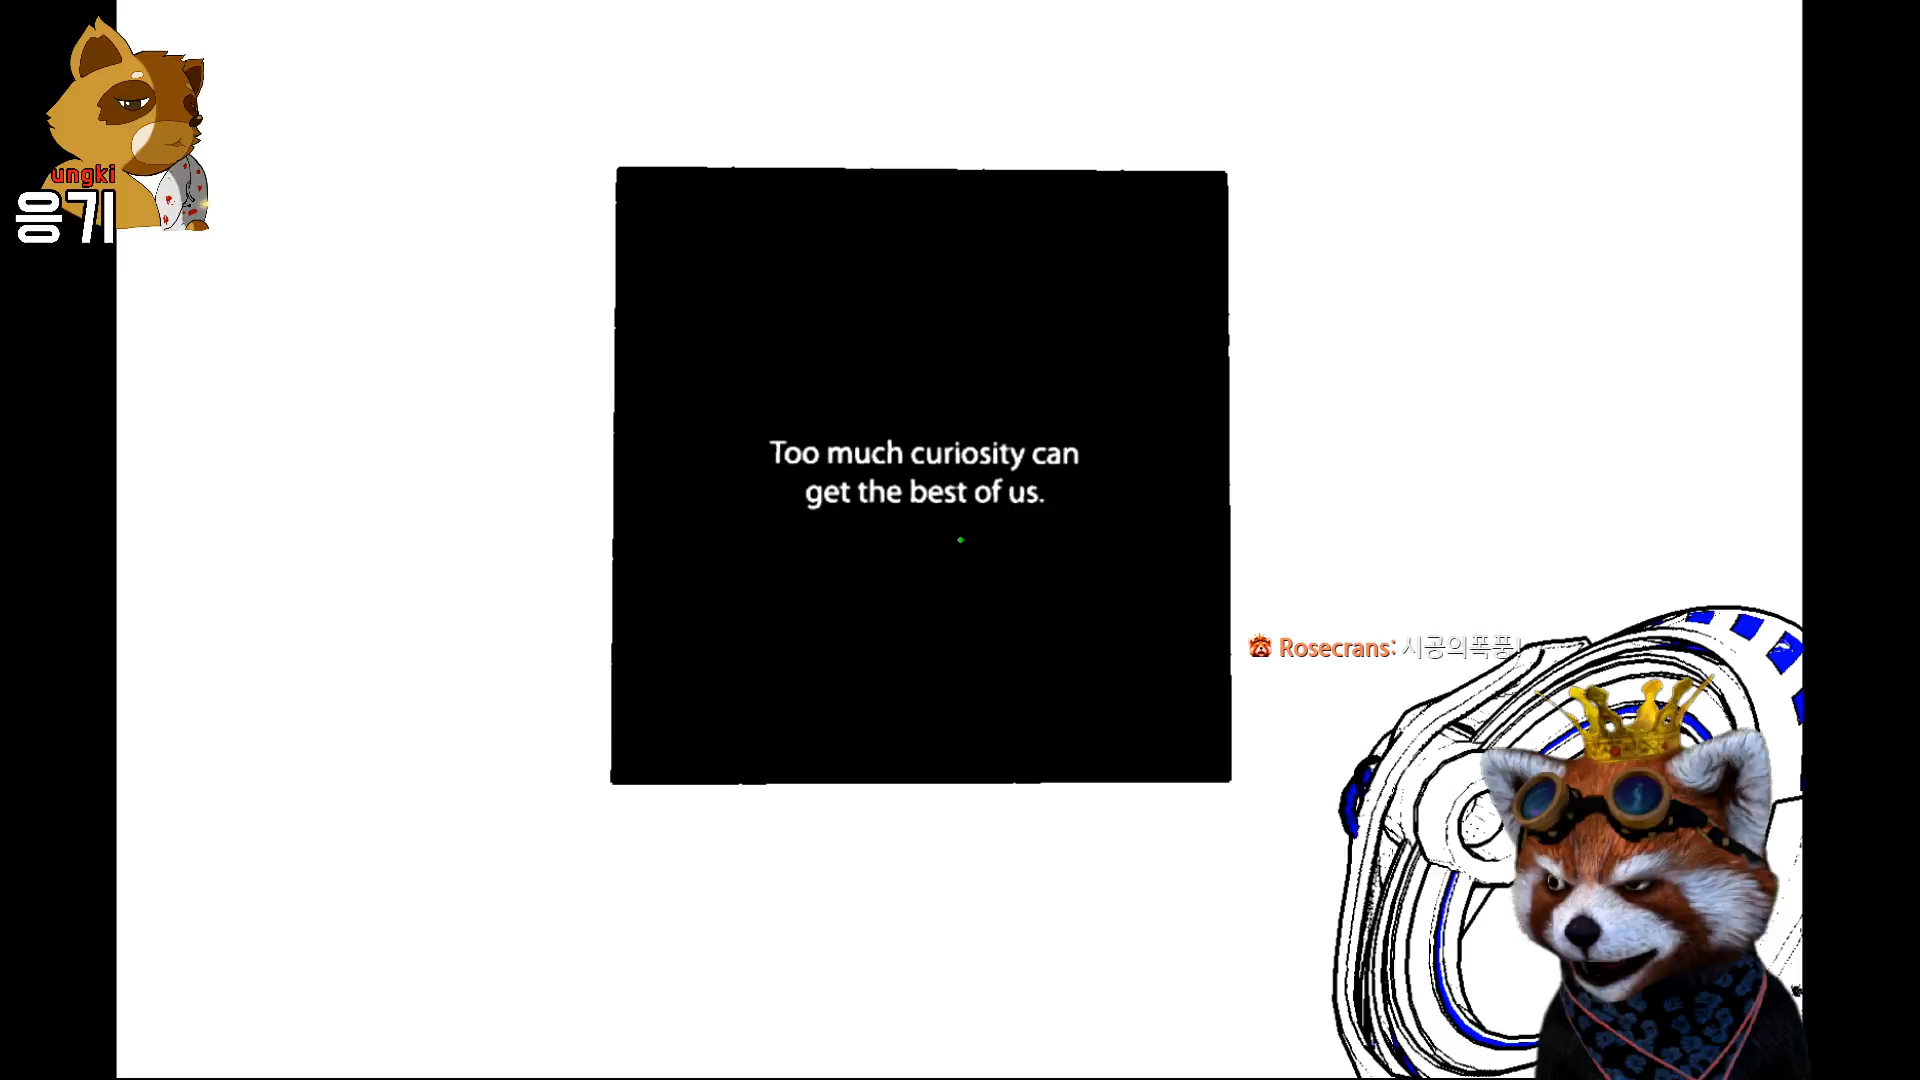 ungki
응기
Too much curiosity can
get the best of us.
Rosecrans: 시공의폭풍!